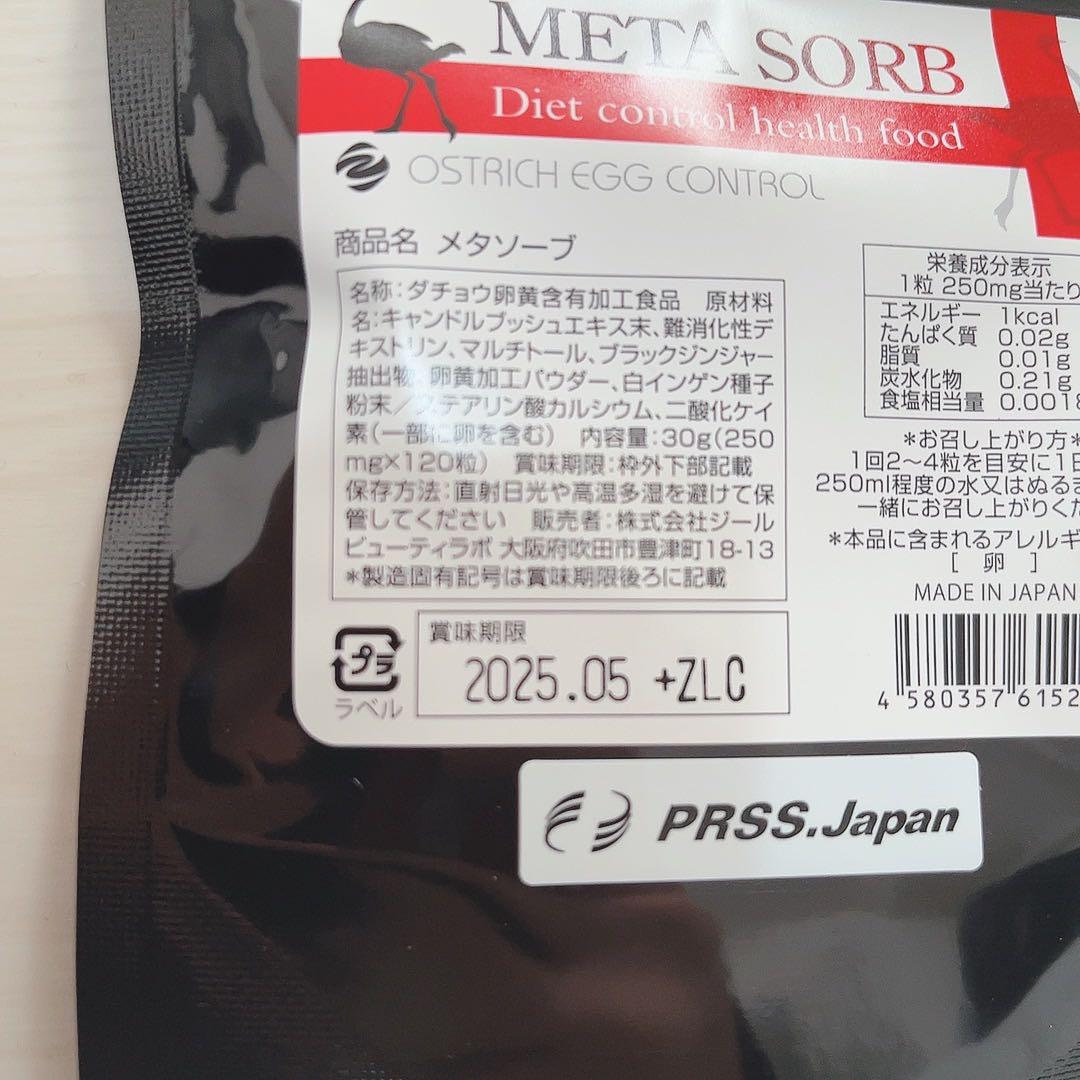 META SORB
Diet control health food
OSTRICH EGG CONTROL
商品名 メタソーブ
名称:ダチョウ卵黄含有加工食品 原材料
名:キャンドルブッシュエキス末、難消化性デ
キストリン、マルチトール、ブラックジンジャー
抽出物、卵黄加工パウダー、白インゲン種子
粉末/ステアリン酸カルシウム、二酸化ケイ
素(一部に卵を含む) 内容量:30g(250
mg×120粒) 賞味期限:枠外下部記載
保存方法:直射日光や高温多湿を避けて保
管してください 販売者:株式会社ジール
ビューティラボ 大阪府吹田市豊津町18-13
*製造固有記号は賞味期限後ろに記載
プラ
ラベル
賞味期限
2025.05 +ZLC
栄養成分表示
1粒 250mg当たり
エネルギー 1kcal
たんぱく質 0.02g
脂質 0.01g
炭水化物 0.21g
食塩相当量 0.0018
*お召し上がり方*
1回2〜4粒を目安に1日
250ml程度の水又はぬるま
一緒にお召し上がりくだ
*本品に含まれるアレルギ
[ 卵 ]
MADE IN JAPAN
4 580357 6152
PRSS.Japan